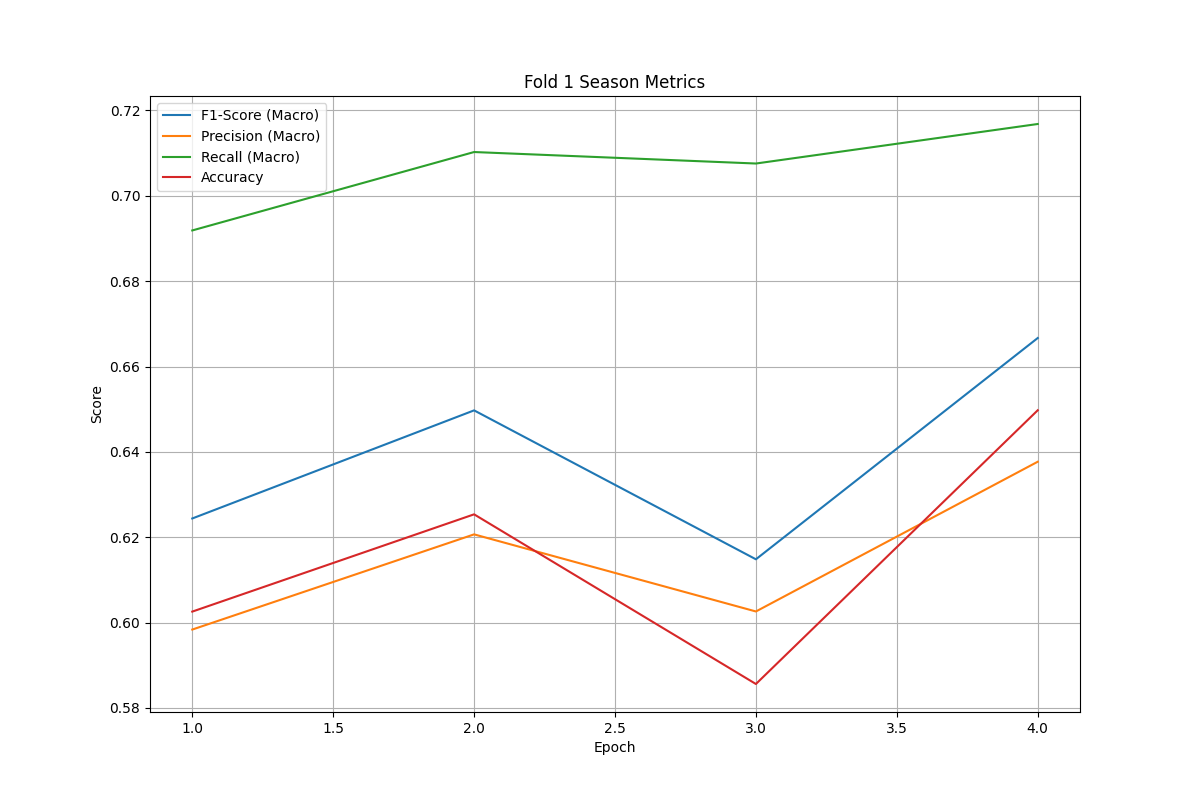 Fold 1 Season Metrics
F1-Score (Macro)
Precision (Macro)
Recall (Macro)
Accuracy
0.72
0.70
0.68
0.66
0.64
0.62
0.60
0.58
Score
1.0 1.5 2.0 2.5 3.0 3.5 4.0
Epoch